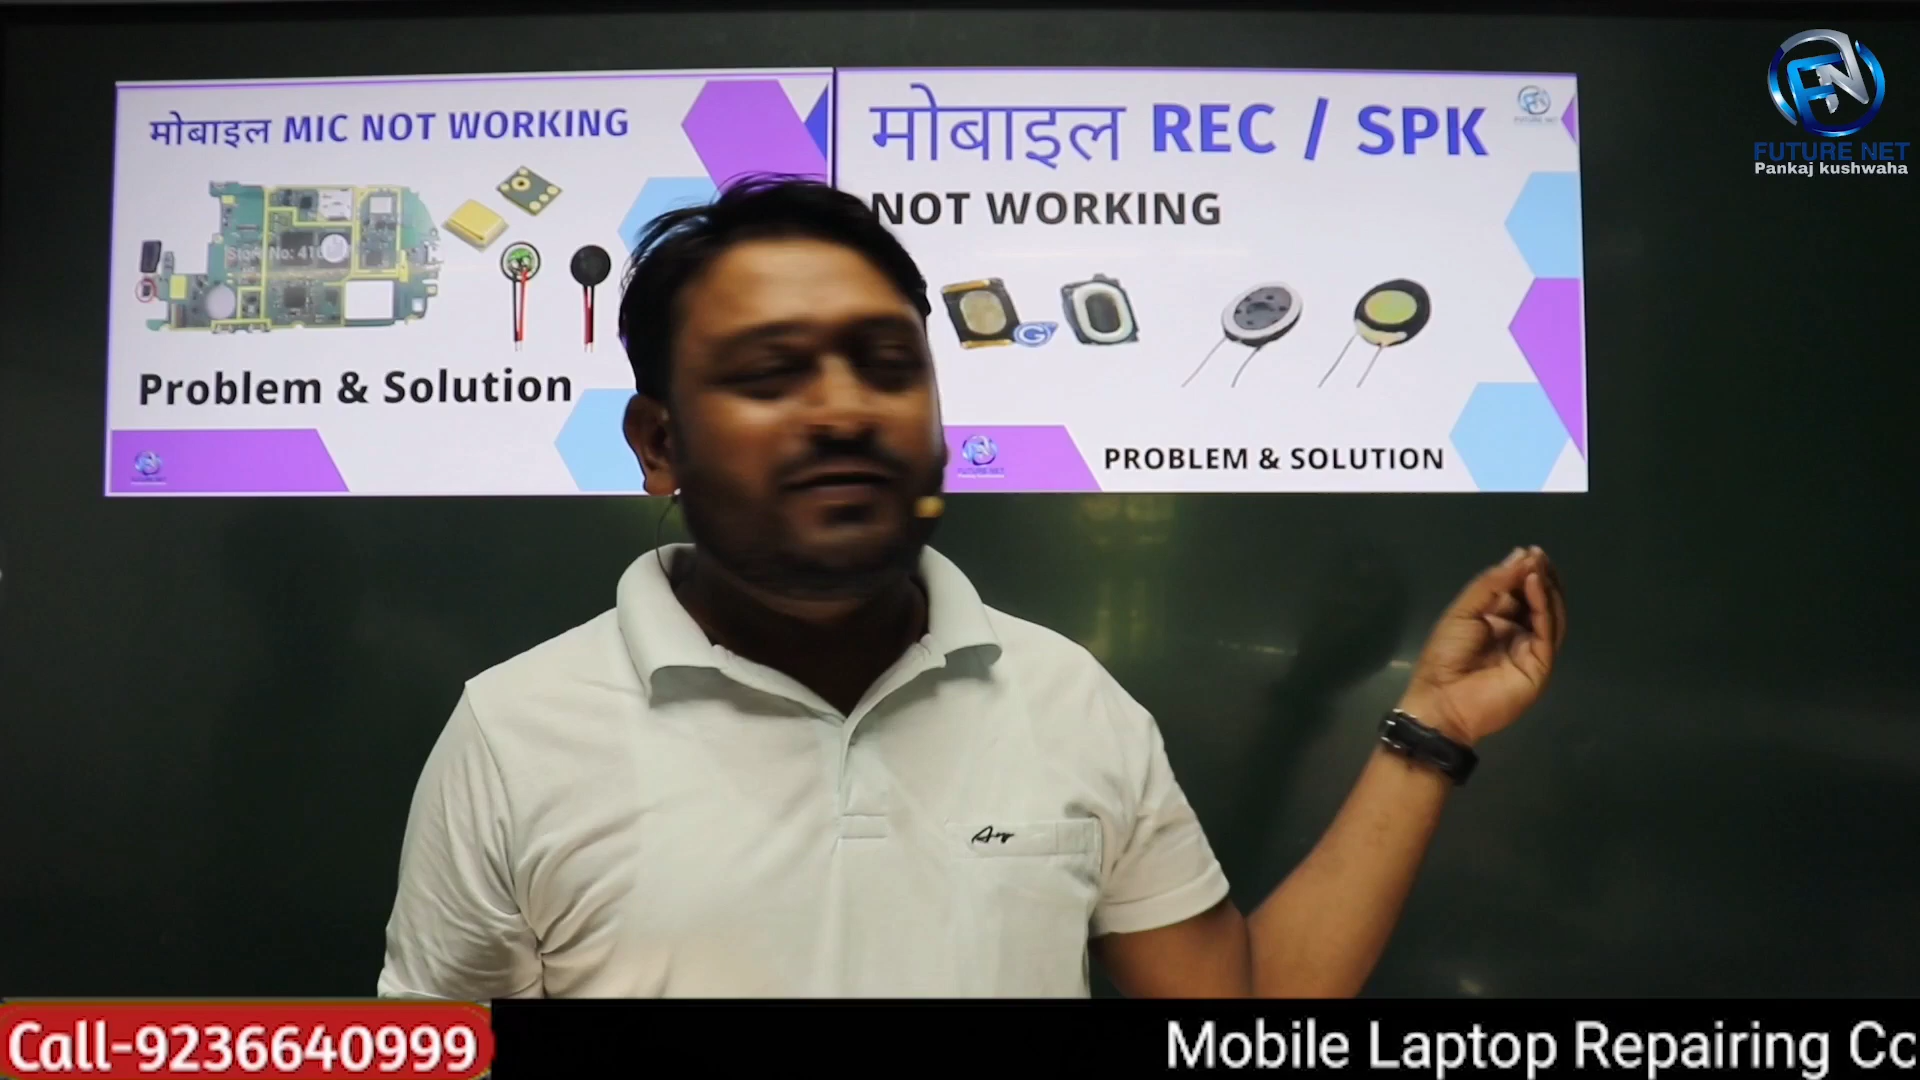 मोबाइल MIC NOT WORKING
Problem & Solution
मोबाइल REC / SPK
NOT WORKING
PROBLEM & SOLUTION
FUTURE NET
Pankaj kushwaha
Call-9236640999
Mobile Laptop Repairing Co